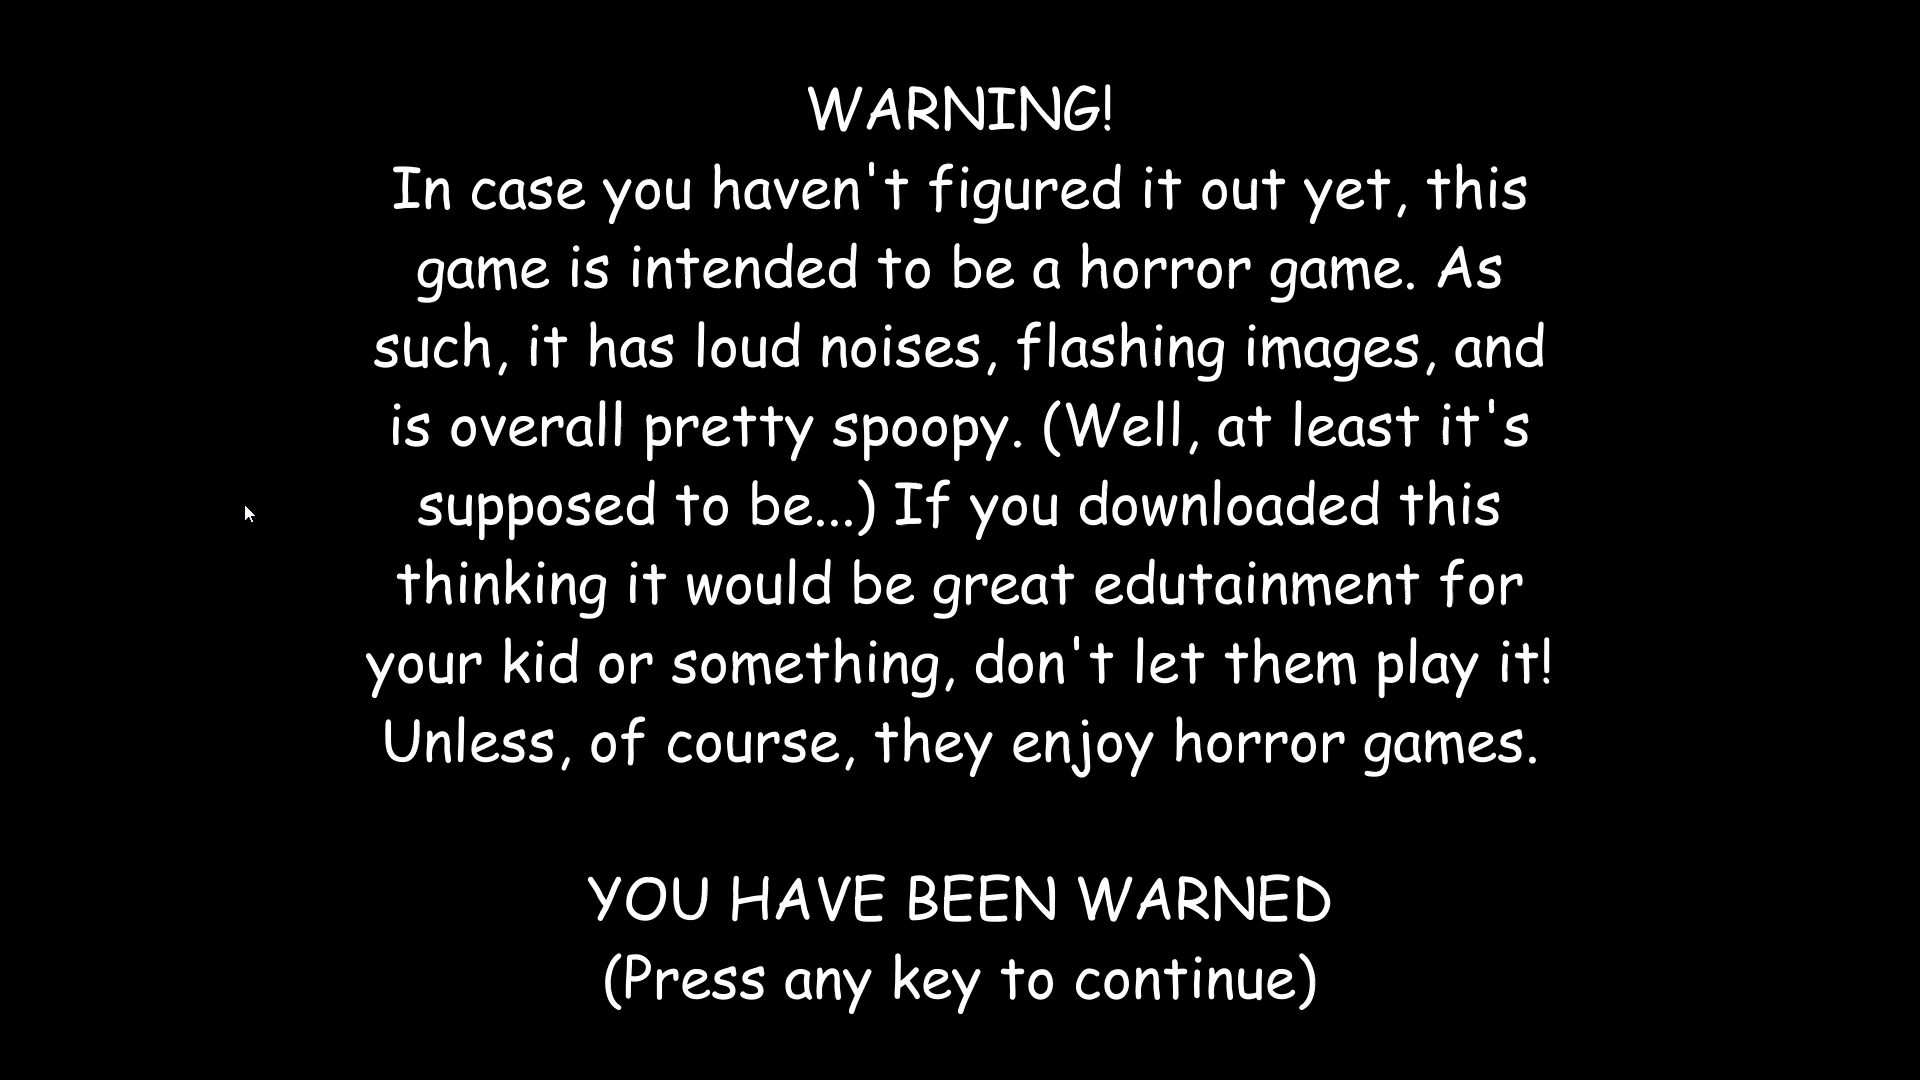 WARNING!
In case you haven't figured it out yet, this
game is intended to be a horror game. As
such, it has loud noises, flashing images, and
is overall pretty spoopy. (Well, at least it's
supposed to be...) If you downloaded this
thinking it would be great edutainment for
your kid or something, don't let them play it!
Unless, of course, they enjoy horror games.
YOU HAVE BEEN WARNED
(Press any key to continue)